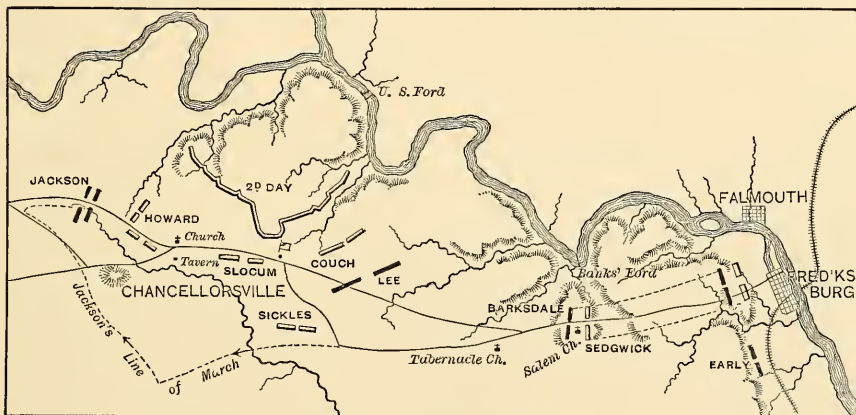 U. S. Ford
JACKSON
2D DAY
HOWARD
FALMOUTH
Church
Tavern
SLOCUM
COUCH
LEE
Banks' Ford
FRED'KS
BURG
CHANCELLORSVILLE
BARKSDALE
SICKLES
Jackson's Line of March
Tabernacle Ch.
Salem Ch.
SEDGWICK
EARLY